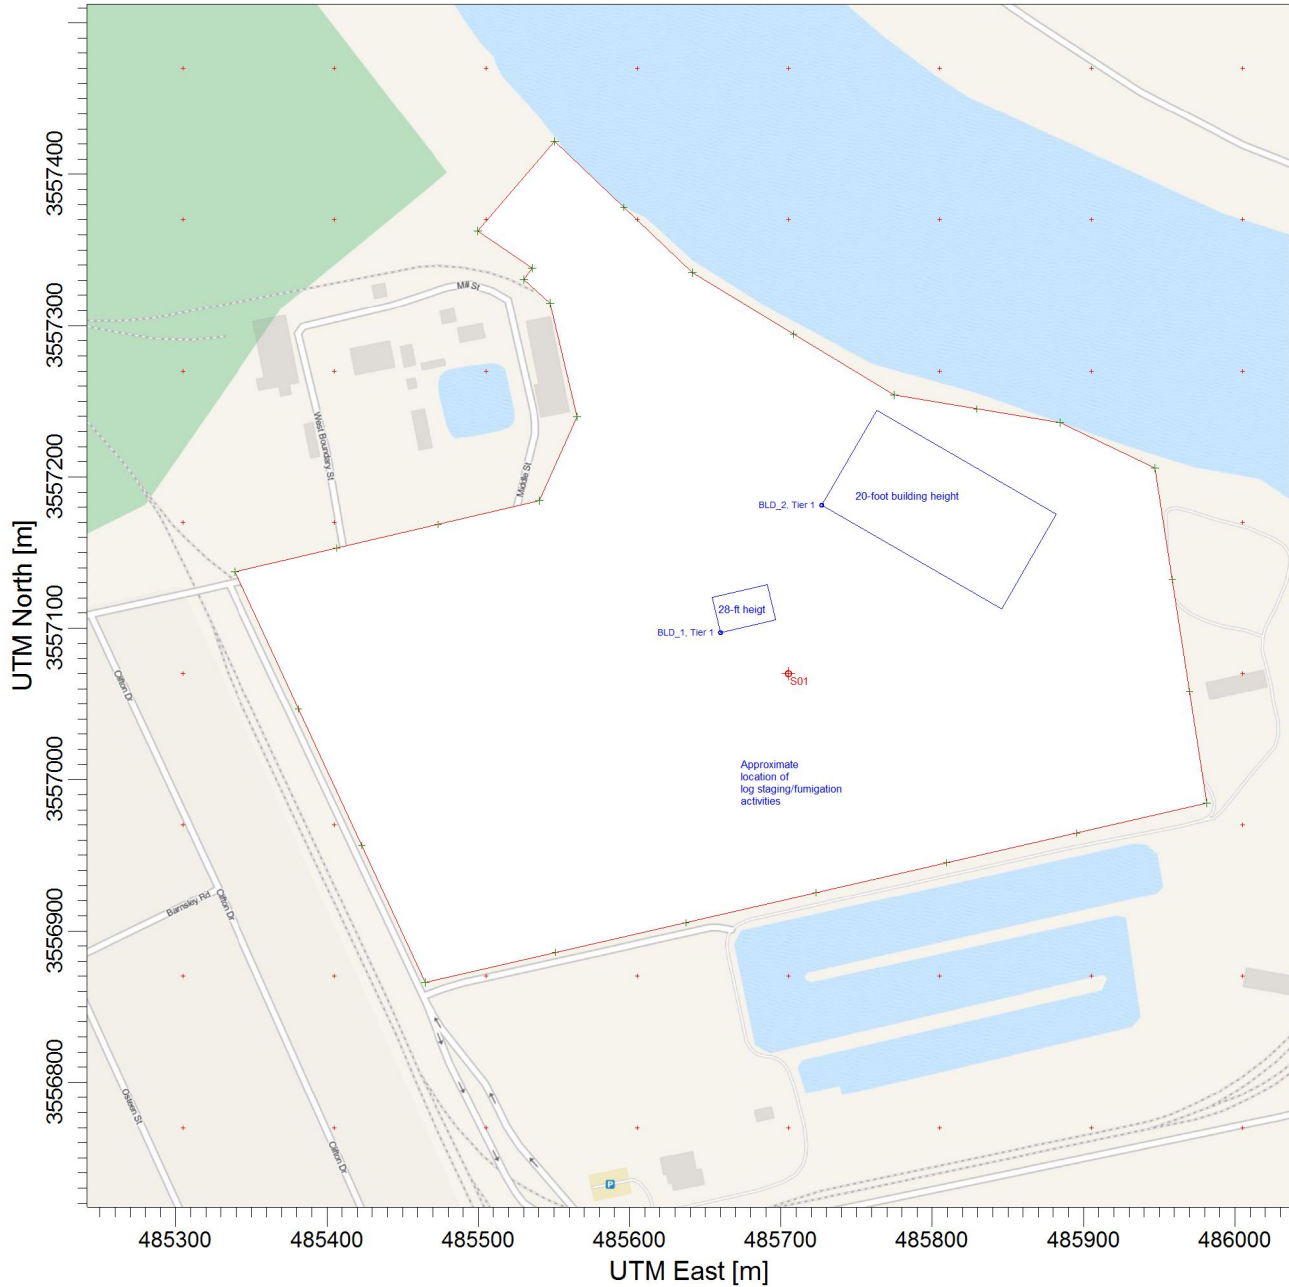 3557400
3557300
3557200
3557100
3557000
3556900
3556800
UTM North [m]
Mill St
West Boundary St
Middle St
20-foot building height
BLD_2, Tier 1
28-ft heigt
BLD_1, Tier 1
S01
Approximate
location of
log staging/fumigation
activities
Clifton Dr
Barnsley Rd
Clifton Dr
Osteen St
Clifton Dr
P
485300 485400 485500 485600 485700 485800 485900 486000
UTM East [m]